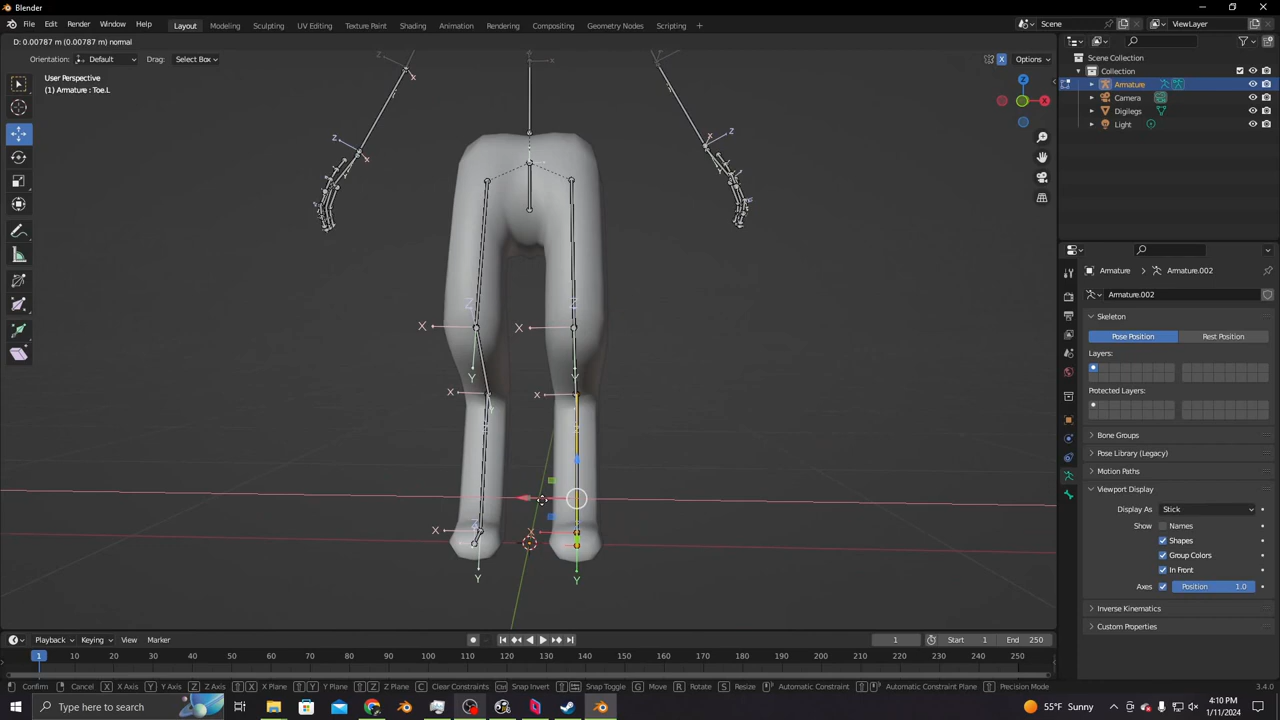 Blender
File Edit Render Window Help
Layout Modeling Sculpting UV Editing Texture Paint Shading Animation Rendering Compositing Geometry Nodes Scripting +
Scene ViewLayer
D: 0.00787 m (0.00787 m) normal
Orientation: Default Drag: Select Box X Options
User Perspective
(1) Armature : Toe.L
Scene Collection
Collection
Armature
Camera
Digilegs
Light
Armature Armature.002
Armature.002
Skeleton
Pose Position Rest Position
Layers:
Protected Layers:
Bone Groups
Pose Library (Legacy)
Motion Paths
Viewport Display
Display As Stick
Show Names
Shapes
Group Colors
In Front
Axes Position 1.0
Inverse Kinematics
Custom Properties
Playback Keying View Marker 1 Start 1 End 250
1 10 20 30 40 50 60 70 80 90 100 110 120 130 140 150 160 170 180 190 200 210 220 230 240 250
Confirm Cancel X X Axis Y Y Axis Z Z Axis X X Plane Y Y Plane Z Z Plane C Clear Constraints Ctrl Snap Invert Snap Toggle G Move R Rotate S Resize Automatic Constraint Automatic Constraint Plane Precision Mode 3.4.0
Type here to search 55°F Sunny 4:10 PM
1/11/2024